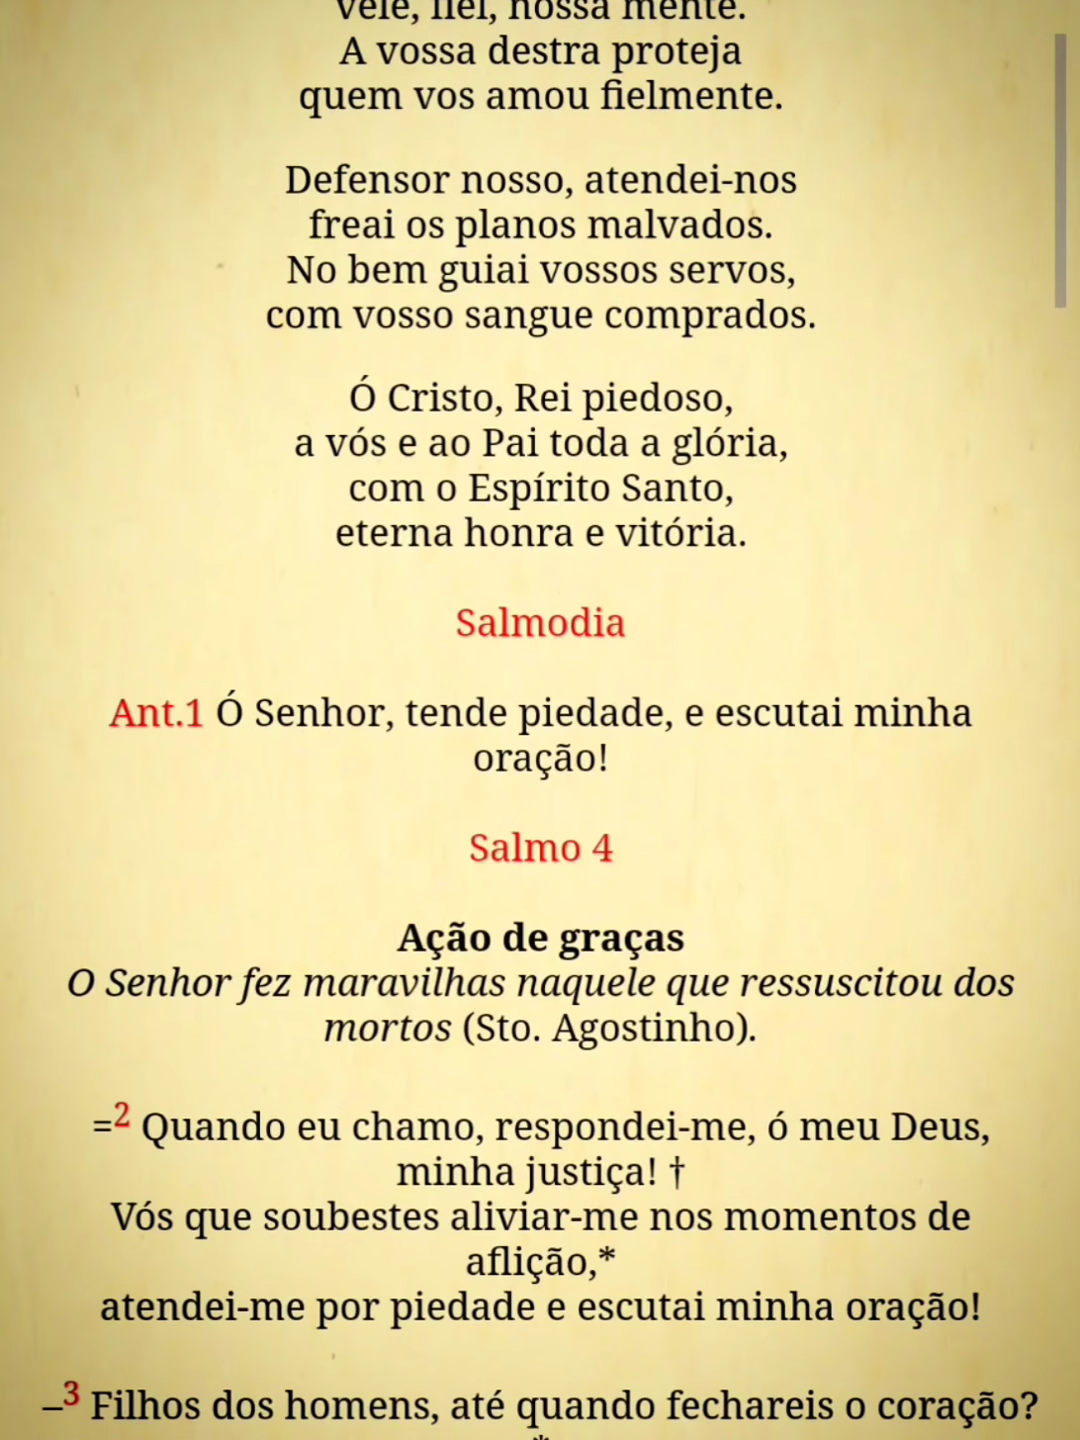 vele, fiel, nossa mente.
A vossa destra proteja
quem vos amou fielmente.
Defensor nosso, atendei-nos
freai os planos malvados.
No bem guiai vossos servos,
com vosso sangue comprados.
Ó Cristo, Rei piedoso,
a vós e ao Pai toda a glória,
com o Espírito Santo,
eterna honra e vitória.
Salmodia
Ant.1 Ó Senhor, tende piedade, e escutai minha
oração!
Salmo 4
Ação de graças
O Senhor fez maravilhas naquele que ressuscitou dos
mortos (Sto. Agostinho).
=2 Quando eu chamo, respondei-me, ó meu Deus,
minha justiça! †
Vós que soubestes aliviar-me nos momentos de
aflição,*
atendei-me por piedade e escutai minha oração!
–3 Filhos dos homens, até quando fechareis o coração?
*